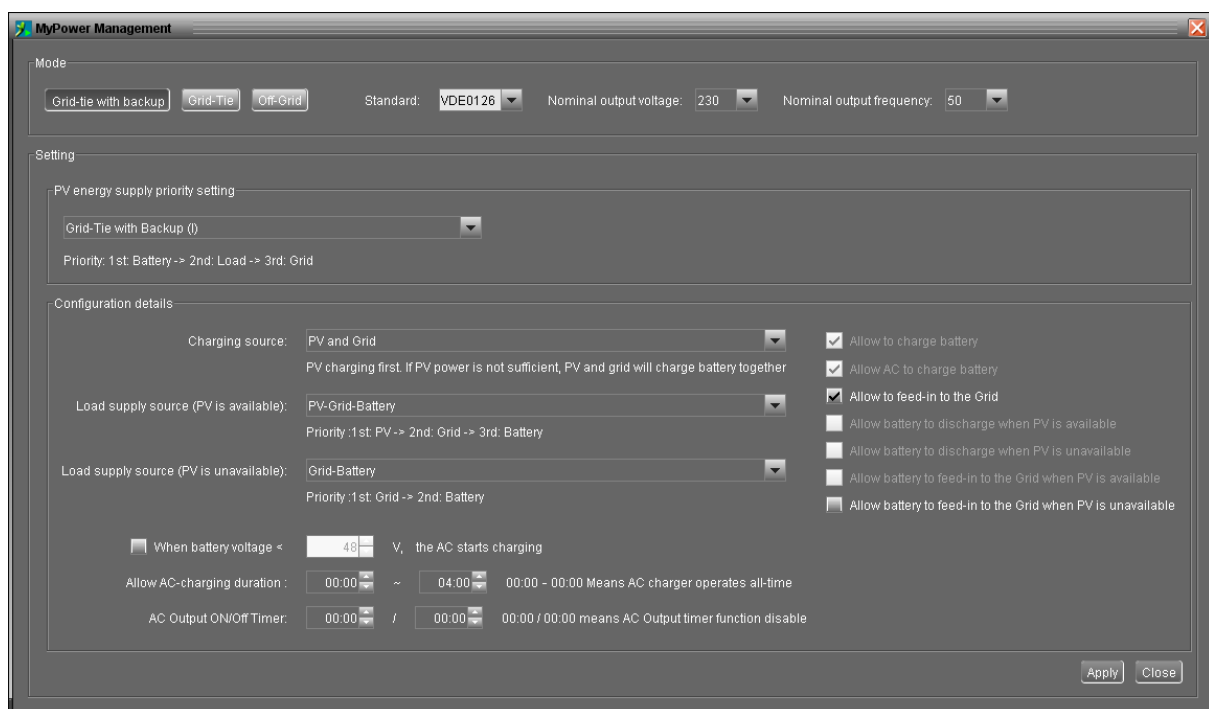 MyPower Management
Mode
Grid-tie with backup Grid-Tie Off-Grid Standard: VDE0126 Nominal output voltage: 230 Nominal output frequency: 50
Setting
PV energy supply priority setting
Grid-Tie with Backup (I)
Priority: 1st: Battery -> 2nd: Load -> 3rd: Grid
Configuration details
Charging source: PV and Grid
PV charging first. If PV power is not sufficient, PV and grid will charge battery together
Load supply source (PV is available): PV-Grid-Battery
Priority :1st: PV -> 2nd: Grid -> 3rd: Battery
Load supply source (PV is unavailable): Grid-Battery
Priority :1st: Grid -> 2nd: Battery
Allow to charge battery
Allow AC to charge battery
Allow to feed-in to the Grid
Allow battery to discharge when PV is available
Allow battery to discharge when PV is unavailable
Allow battery to feed-in to the Grid when PV is available
Allow battery to feed-in to the Grid when PV is unavailable
When battery voltage < 48 V, the AC starts charging
Allow AC-charging duration : 00:00 ~ 04:00 00:00 - 00:00 Means AC charger operates all-time
AC Output ON/Off Timer: 00:00 / 00:00 00:00 / 00:00 means AC Output timer function disable
Apply Close